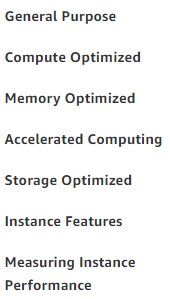 General Purpose
Compute Optimized
Memory Optimized
Accelerated Computing
Storage Optimized
Instance Features
Measuring Instance
Performance